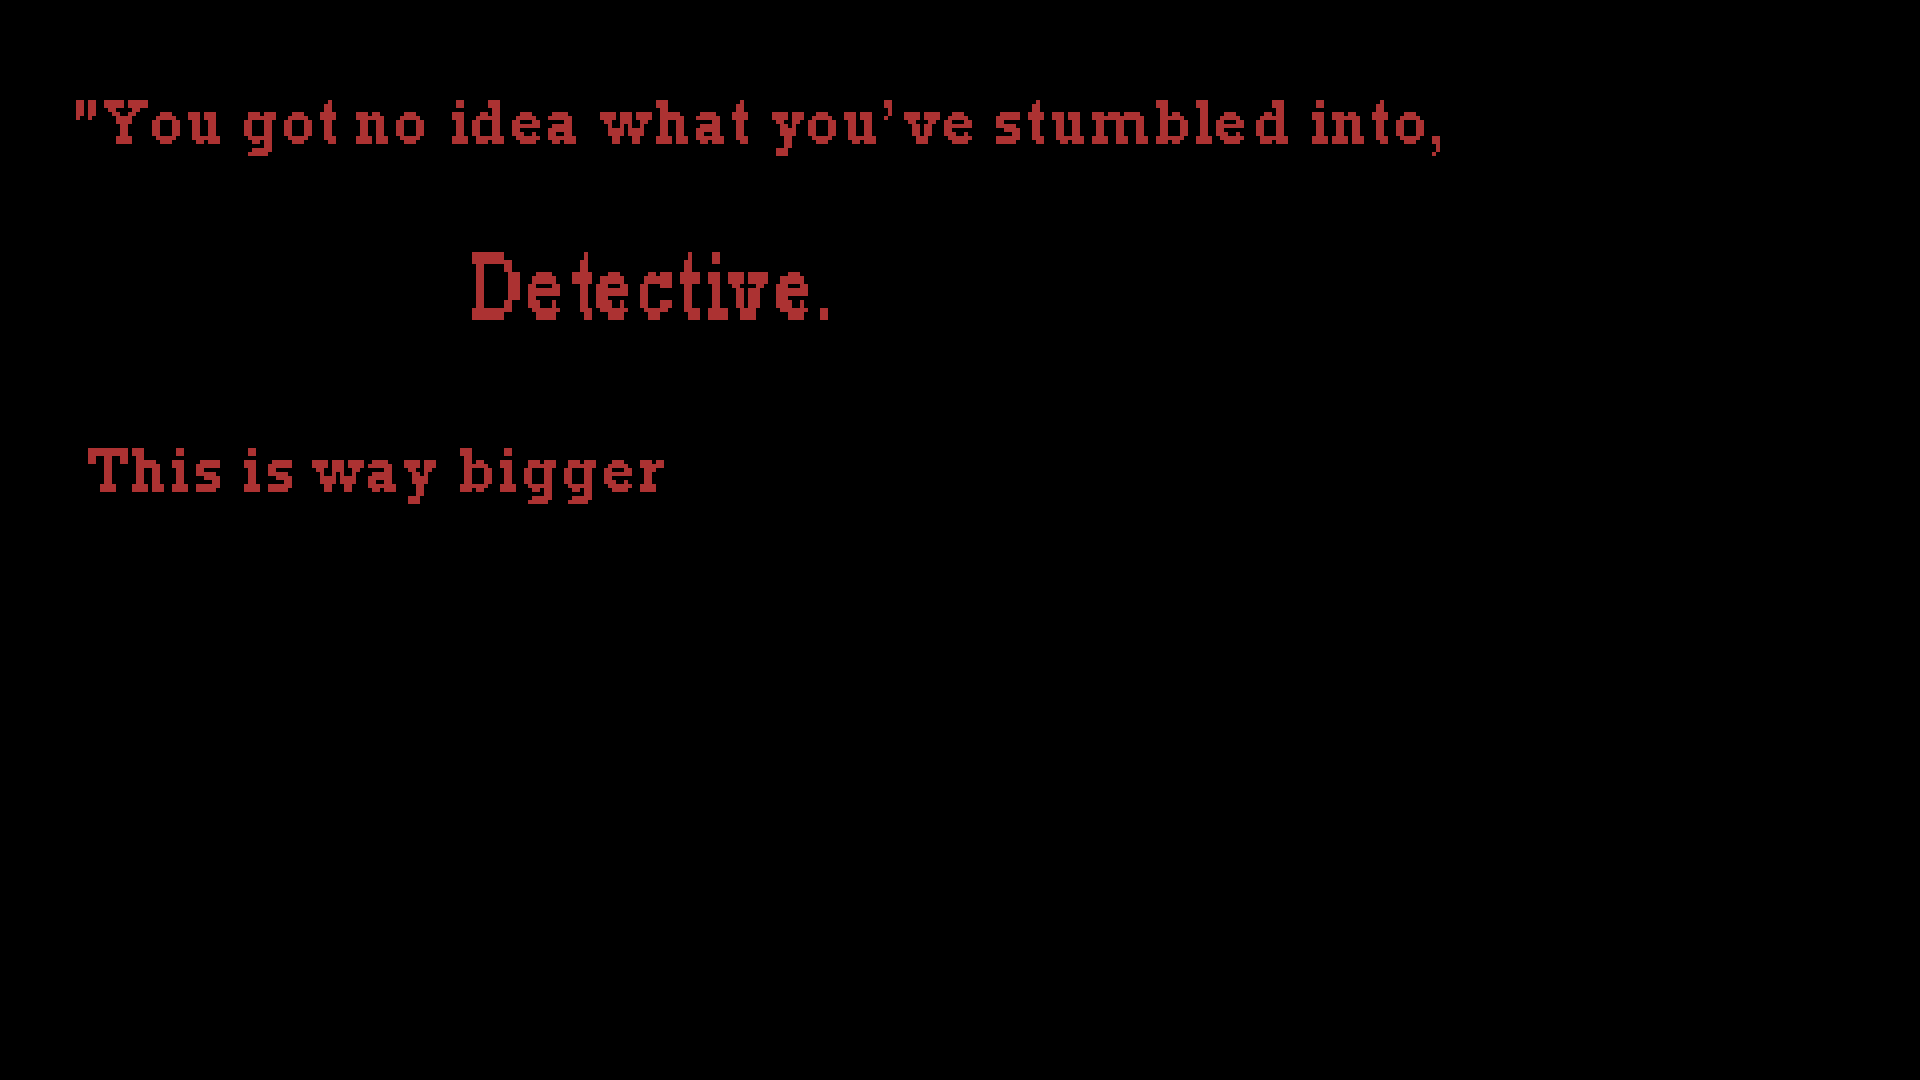 "You got no idea what you've stumbled into,
Detective.
This is way bigger